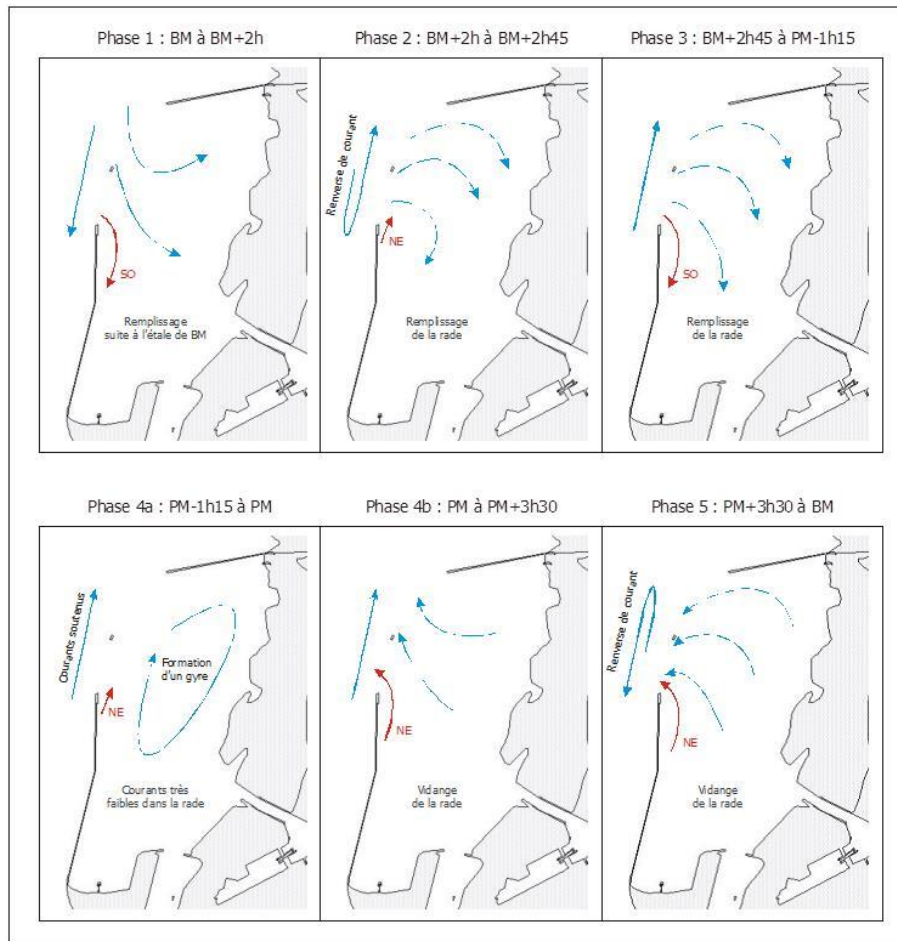 Phase 1 : BM à BM+2h
Phase 2 : BM+2h à BM+2h45
Phase 3 : BM+2h45 à PM-1h15
SO
Remplissage
suite à l'étale de BM
Renverse de courant
NE
Remplissage
de la rade
SO
Remplissage
de la rade
Phase 4a : PM-1h15 à PM
Phase 4b : PM à PM+3h30
Phase 5 : PM+3h30 à BM
Courants soutenus
Formation
d'un gyre
NE
Courants très
faibles dans la rade
NE
Vidange
de la rade
Renverse de courant
NE
Vidange
de la rade